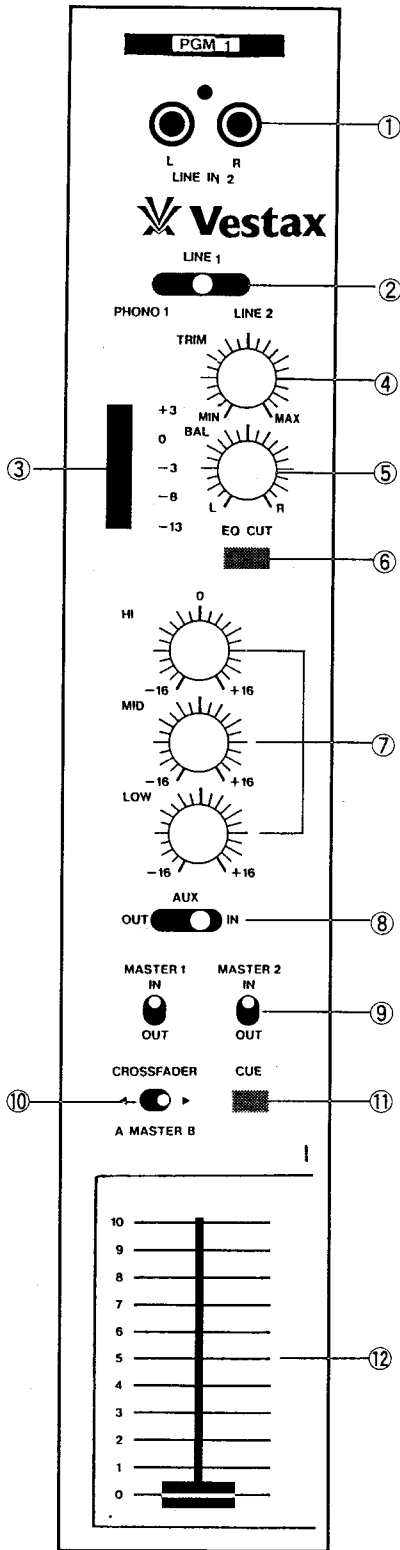 PGM 1
①
L R
LINE IN 2
Vestax
LINE 1
②
PHONO 1 LINE 2
TRIM
④
MIN MAX
+3
0
-3
-8
-13
③
BAL
⑤
L R
EQ CUT
⑥
0
HI
-16 +16
MID
⑦
-16 +16
LOW
-16 +16
AUX
OUT IN
⑧
MASTER 1 MASTER 2
IN IN
⑨
OUT OUT
CROSSFADER CUE
⑩ ⑪
A MASTER B
10
9
8
7
6
5
⑫
4
3
2
1
0